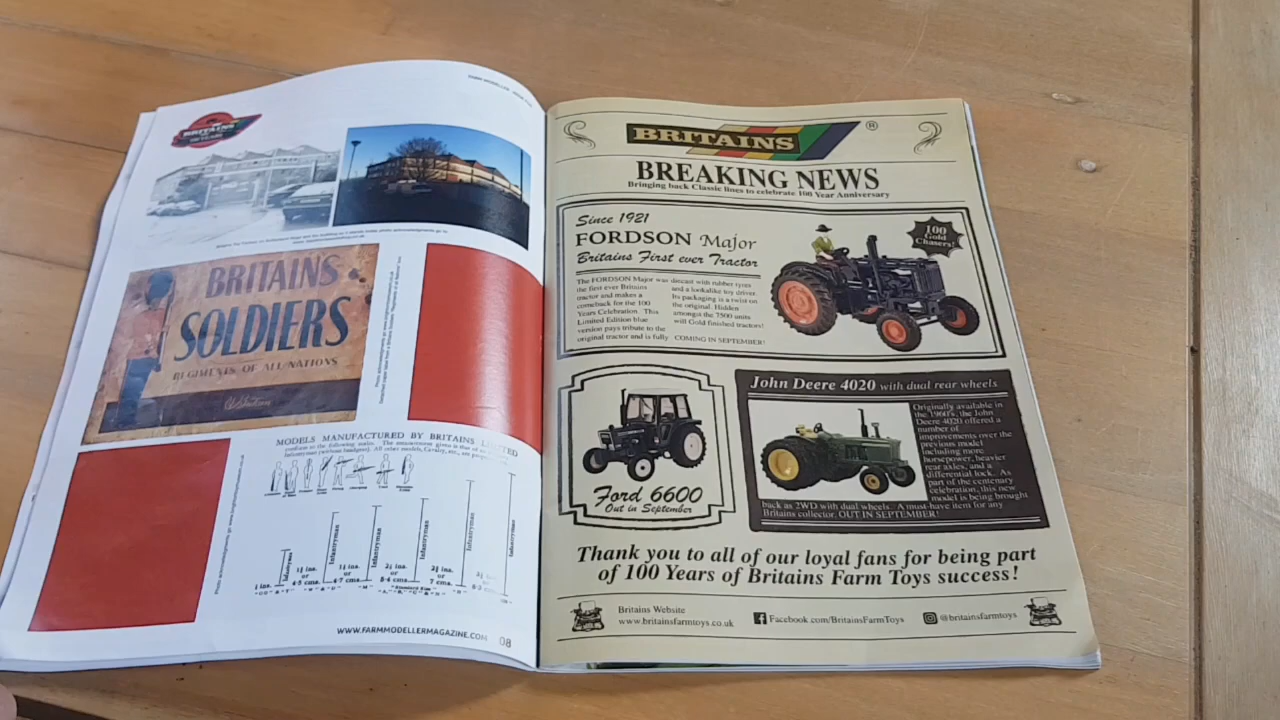 BRITAINS
BRITAINS
SOLDIERS
REGIMENTS OF ALL NATIONS
MODELS MANUFACTURED BY BRITAINS LIMITED
Infantryman
Infantryman
Infantryman
Infantryman
Infantryman
Infantryman
WWW.FARMMODELLERMAGAZINE.COM 08
BRITAINS ®
BREAKING NEWS
Bringing back Classic lines to celebrate 100 Year Anniversary
Since 1921
FORDSON Major
Britains First ever Tractor
100
Gold
Chasers!
The FORDSON Major was
the first ever Britains
tractor and makes a
comeback for the 100
Years Celebration. This
Limited Edition blue
version pays tribute to the
original tractor and is fully
diecast with rubber tyres
and a lookalike toy driver.
Its packaging is a twist on
the original. Hidden
amongst the 7500 units
will Gold finished tractors!
COMING IN SEPTEMBER!
Ford 6600
Out in September
John Deere 4020 with dual rear wheels
Originally available in
the 1960's, the John
Deere 4020 offered a
number of
improvements over the
previous model
including more
horsepower, heavier
rear axles, and a
differential lock. As
part of the centenary
celebration, this new
model is being brought
back as 2WD with dual wheels. A must-have item for any
Britains collector. OUT IN SEPTEMBER!
Thank you to all of our loyal fans for being part
of 100 Years of Britains Farm Toys success!
Britains Website
www.britainsfarmtoys.co.uk
Facebook.com/BritainsFarmToys
@britainsfarmtoys